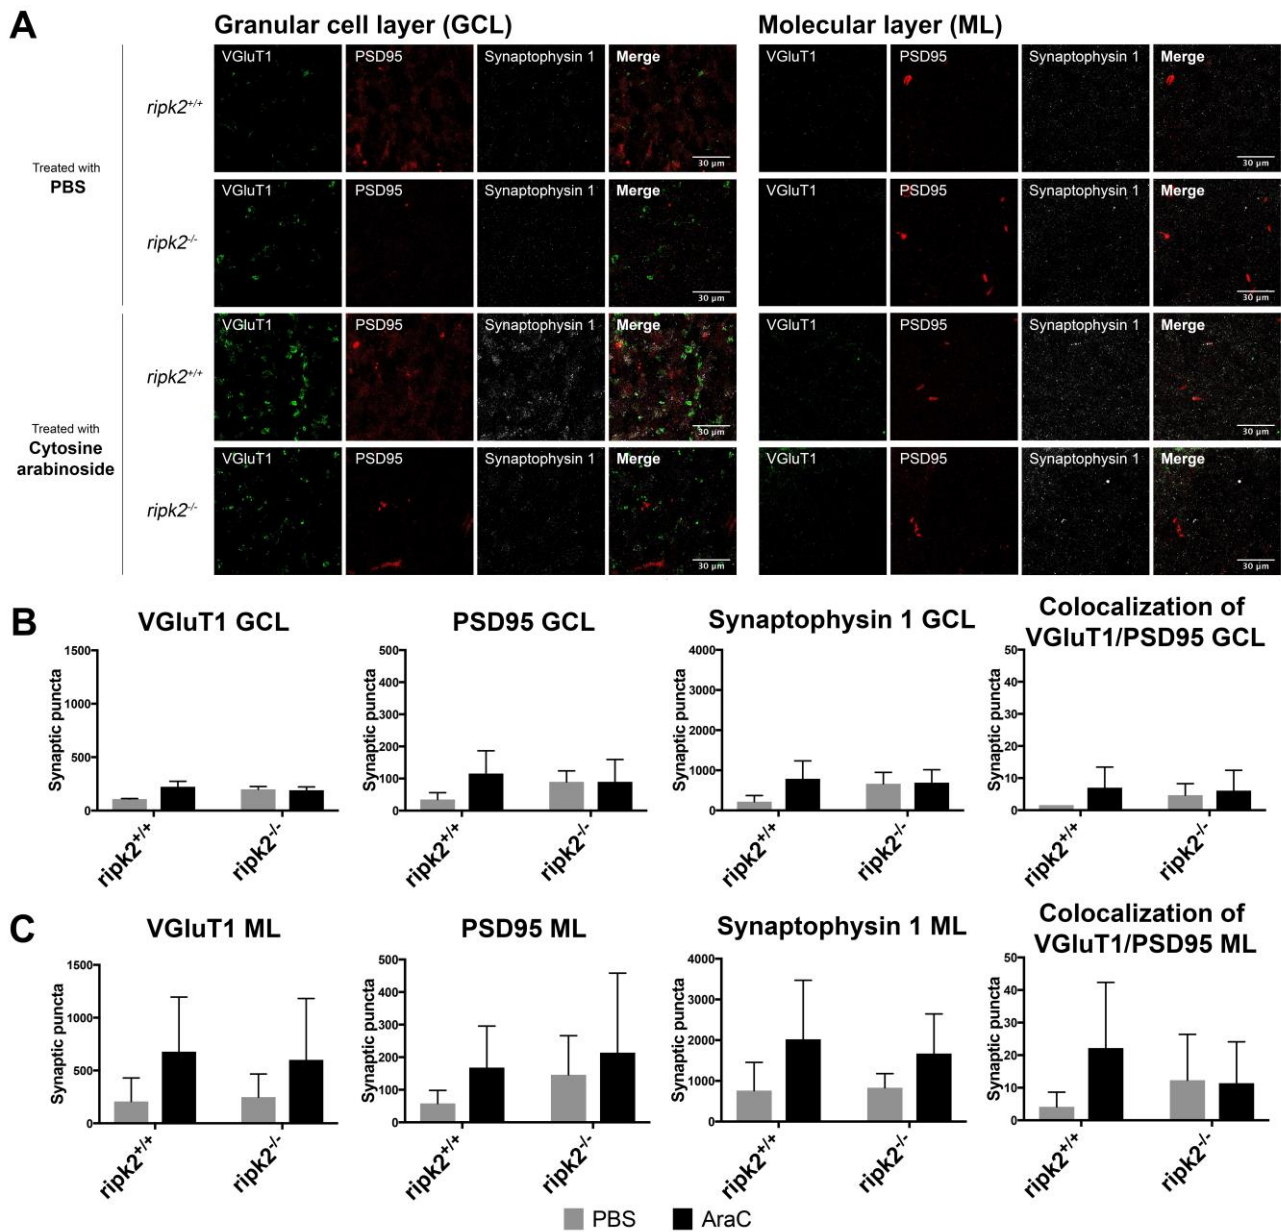 A
Granular cell layer (GCL)
Molecular layer (ML)
VGluT1 PSD95 Synaptophysin 1 Merge VGluT1 PSD95 Synaptophysin 1 Merge
ripk2+/+
30 µm 30 µm
Treated with
PBS
VGluT1 PSD95 Synaptophysin 1 Merge VGluT1 PSD95 Synaptophysin 1 Merge
ripk2-/-
30 µm 30 µm
VGluT1 PSD95 Synaptophysin 1 Merge VGluT1 PSD95 Synaptophysin 1 Merge
ripk2+/+
30 µm 30 µm
Treated with
Cytosine
arabinoside
VGluT1 PSD95 Synaptophysin 1 Merge VGluT1 PSD95 Synaptophysin 1 Merge
ripk2-/-
30 µm 30 µm
B
VGluT1 GCL
Synaptic puncta
1500
1000
500
0
ripk2+/+ ripk2-/-
PSD95 GCL
Synaptic puncta
500
400
300
200
100
0
ripk2+/+ ripk2-/-
Synaptophysin 1 GCL
Synaptic puncta
4000
3000
2000
1000
0
ripk2+/+ ripk2-/-
Colocalization of
VGluT1/PSD95 GCL
Synaptic puncta
50
40
30
20
10
0
ripk2+/+ ripk2-/-
C
VGluT1 ML
Synaptic puncta
1500
1000
500
0
ripk2+/+ ripk2-/-
PSD95 ML
Synaptic puncta
500
400
300
200
100
0
ripk2+/+ ripk2-/-
Synaptophysin 1 ML
Synaptic puncta
4000
3000
2000
1000
0
ripk2+/+ ripk2-/-
Colocalization of
VGluT1/PSD95 ML
Synaptic puncta
50
40
30
20
10
0
ripk2+/+ ripk2-/-
PBS AraC